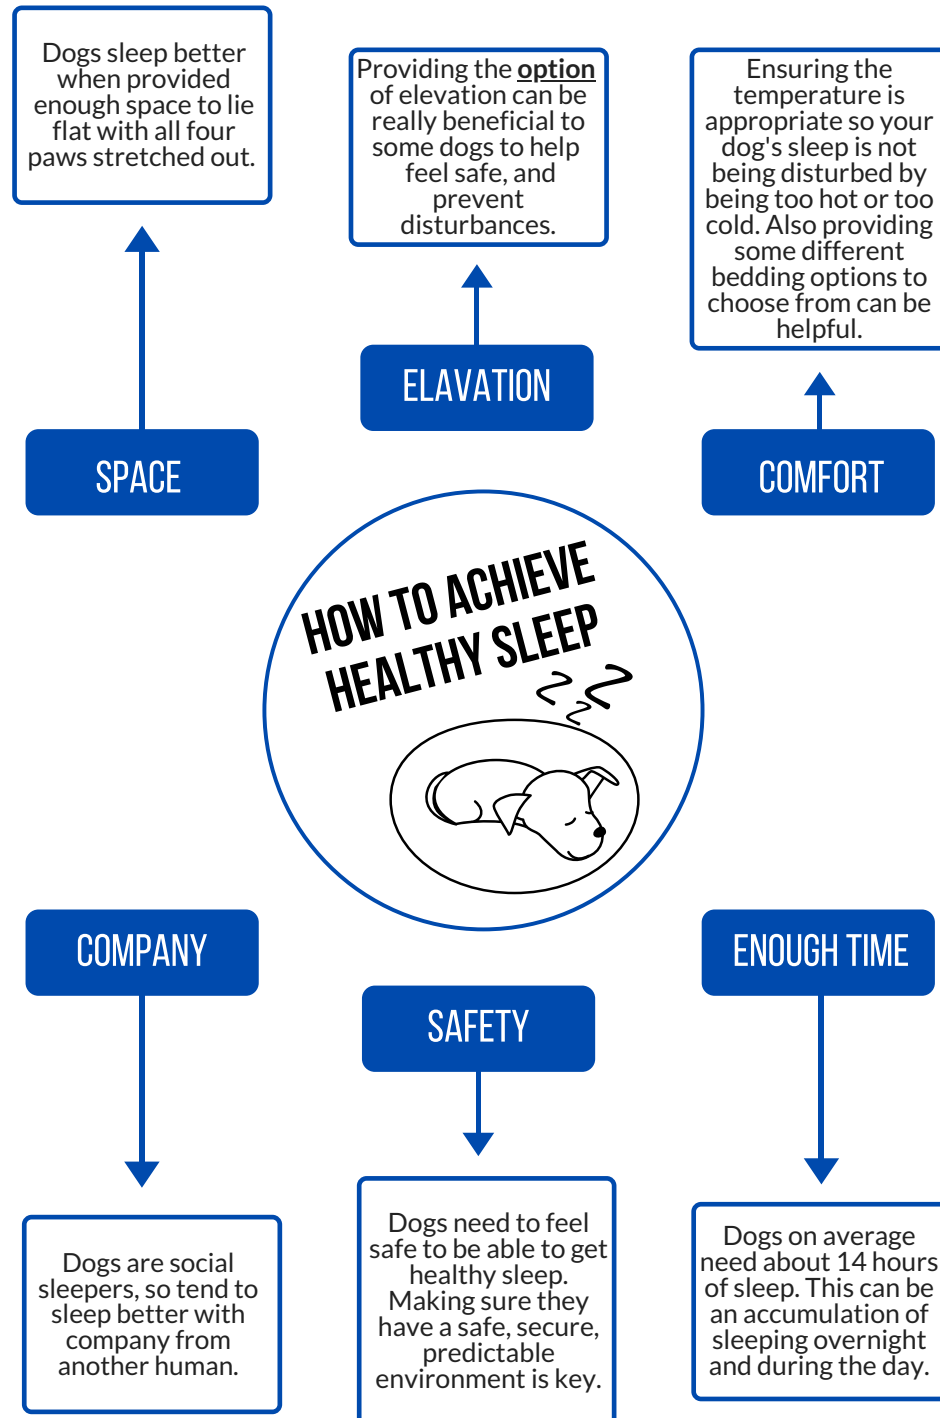 Dogs sleep better
when provided
enough space to lie
flat with all four
paws stretched out.
Providing the option
of elevation can be
really beneficial to
some dogs to help
feel safe, and
prevent
disturbances.
Ensuring the
temperature is
appropriate so your
dog's sleep is not
being disturbed by
being too hot or too
cold. Also providing
some different
bedding options to
choose from can be
helpful.
SPACE
ELAVATION
COMFORT
HOW TO ACHIEVE
HEALTHY SLEEP
Z Z
Z
COMPANY
SAFETY
ENOUGH TIME
Dogs are social
sleepers, so tend to
sleep better with
company from
another human.
Dogs need to feel
safe to be able to get
healthy sleep.
Making sure they
have a safe, secure,
predictable
environment is key.
Dogs on average
need about 14 hours
of sleep. This can be
an accumulation of
sleeping overnight
and during the day.